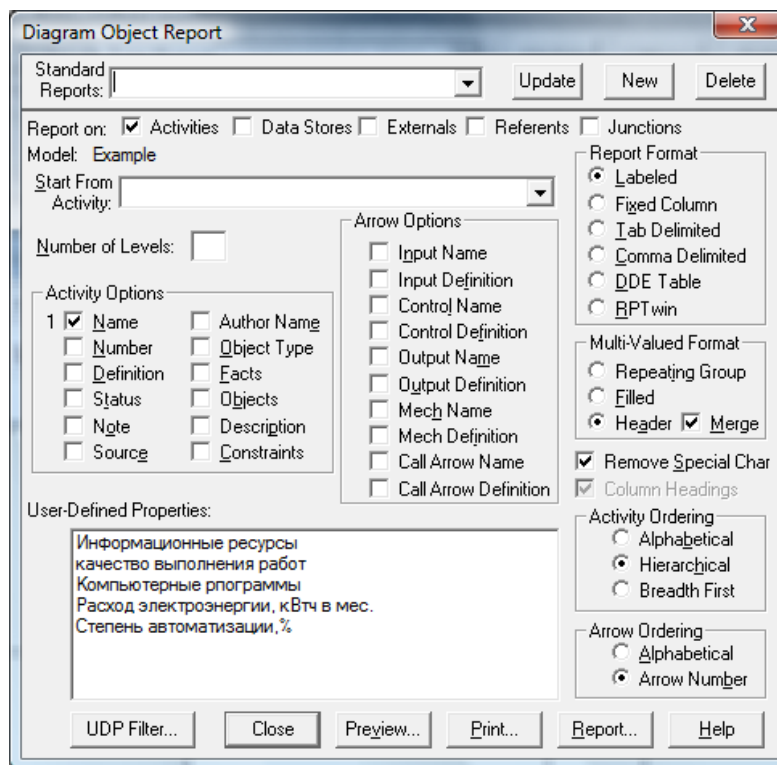 Diagram Object Report
Standard Reports:
Update New Delete
Report on: Activities Data Stores Externals Referents Junctions
Model: Example
Start From Activity:
Number of Levels:
Activity Options
1 Name
Number
Definition
Status
Note
Source
Author Name
Object Type
Facts
Objects
Description
Constraints
Arrow Options
Input Name
Input Definition
Control Name
Control Definition
Output Name
Output Definition
Mech Name
Mech Definition
Call Arrow Name
Call Arrow Definition
Report Format
Labeled
Fixed Column
Tab Delimited
Comma Delimited
DDE Table
RPTwin
Multi-Valued Format
Repeating Group
Filled
Header Merge
Remove Special Char
Column Headings
Activity Ordering
Alphabetical
Hierarchical
Breadth First
Arrow Ordering
Alphabetical
Arrow Number
User-Defined Properties:
Информационные ресурсы
качество выполнения работ
Компьютерные рпограммы
Расход электроэнергии, кВтч в мес.
Степень автоматизации,%
UDP Filter... Close Preview... Print... Report... Help